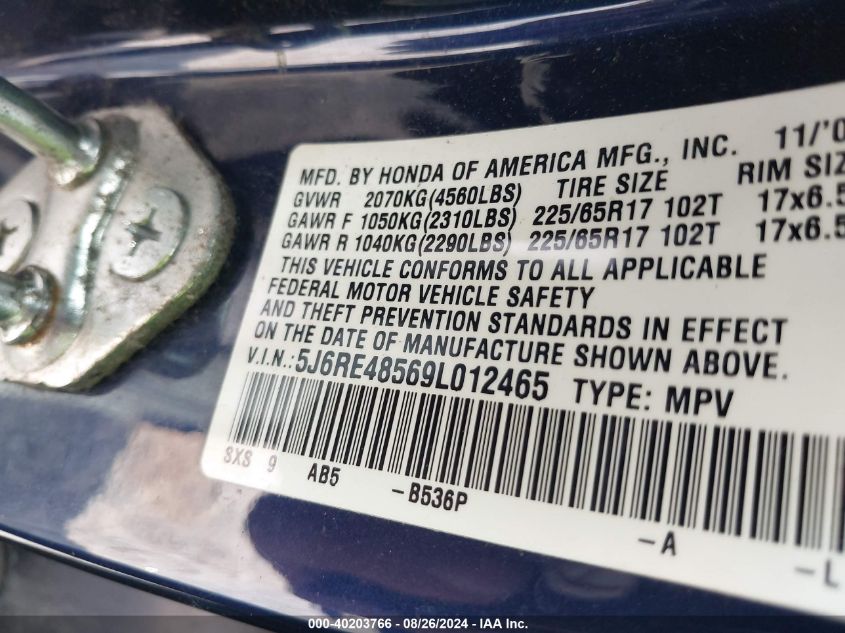 MFD. BY HONDA OF AMERICA MFG., INC. 11/'0
GVWR 2070KG(4560LBS) TIRE SIZE RIM SIZ
GAWR F 1050KG(2310LBS) 225/65R17 102T 17x6.5
GAWR R 1040KG(2290LBS) 225/65R17 102T 17x6.5
THIS VEHICLE CONFORMS TO ALL APPLICABLE
FEDERAL MOTOR VEHICLE SAFETY
AND THEFT PREVENTION STANDARDS IN EFFECT
ON THE DATE OF MANUFACTURE SHOWN ABOVE.
V.I.N.: 5J6RE48569L012465 TYPE: MPV
SXS 9 AB5 -B536P -A -L
000-40203766 - 08/26/2024 - IAA Inc.